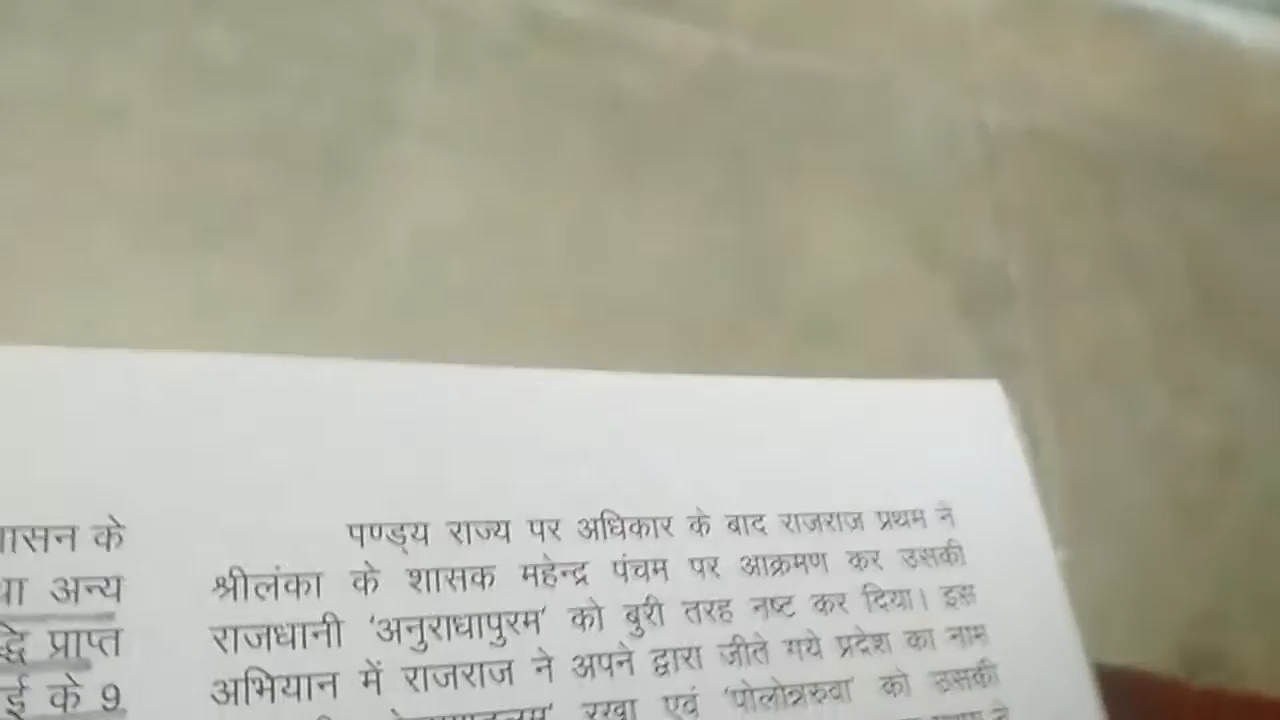 ासन के
या अन्य
द्धि प्राप्त
ई के 9
पण्ड्य राज्य पर अधिकार के बाद राजराज प्रथम ने
श्रीलंका के शासक महेन्द्र पंचम पर आक्रमण कर उसकी
राजधानी 'अनुराधापुरम' को बुरी तरह नष्ट कर दिया। इस
अभियान में राजराज ने अपने द्वारा जीते गये प्रदेश का नाम
रखा एवं 'पोलोन्नरुवा' को उसकी